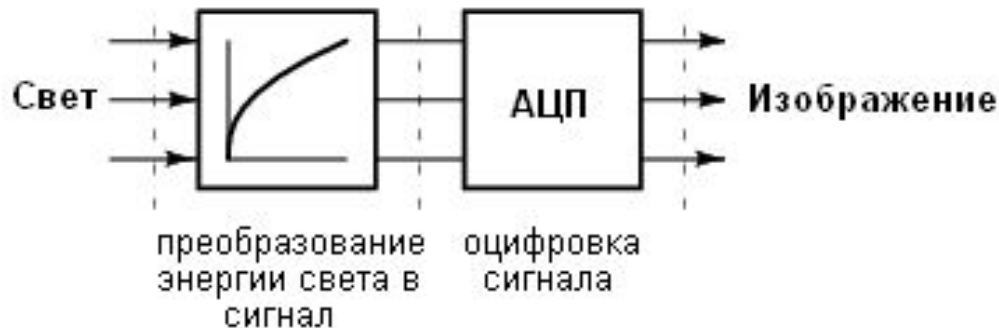 Свет
АЦП
Изображение
преобразование
энергии света в
сигнал
оцифровка
сигнала